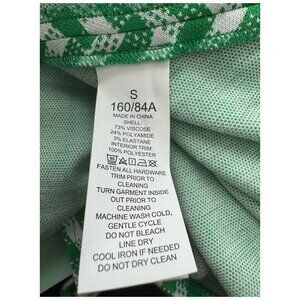 S
160/84A
MADE IN CHINA
SHELL:
73% VISCOSE
24% POLYAMIDE
3% ELASTANE
INTERIOR TRIM:
100% POLYESTER
FASTEN ALL HARDWARE
TRIM PRIOR TO
CLEANING
TURN GARMENT INSIDE
OUT PRIOR TO
CLEANING
MACHINE WASH COLD,
GENTLE CYCLE
DO NOT BLEACH
LINE DRY
COOL IRON IF NEEDED
DO NOT DRY CLEAN